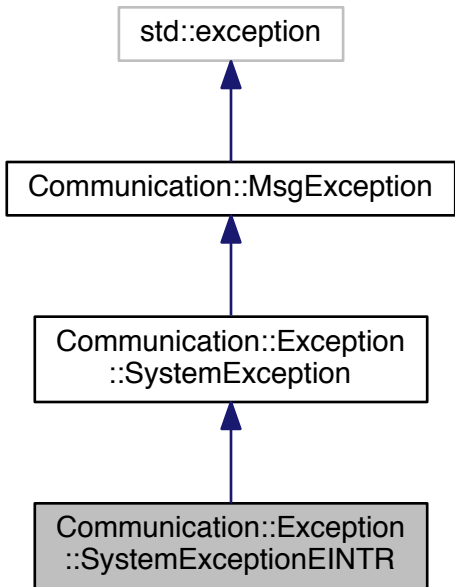 std::exception
Communication::MsgException
Communication::Exception
::SystemException
Communication::Exception
::SystemExceptionEINTR